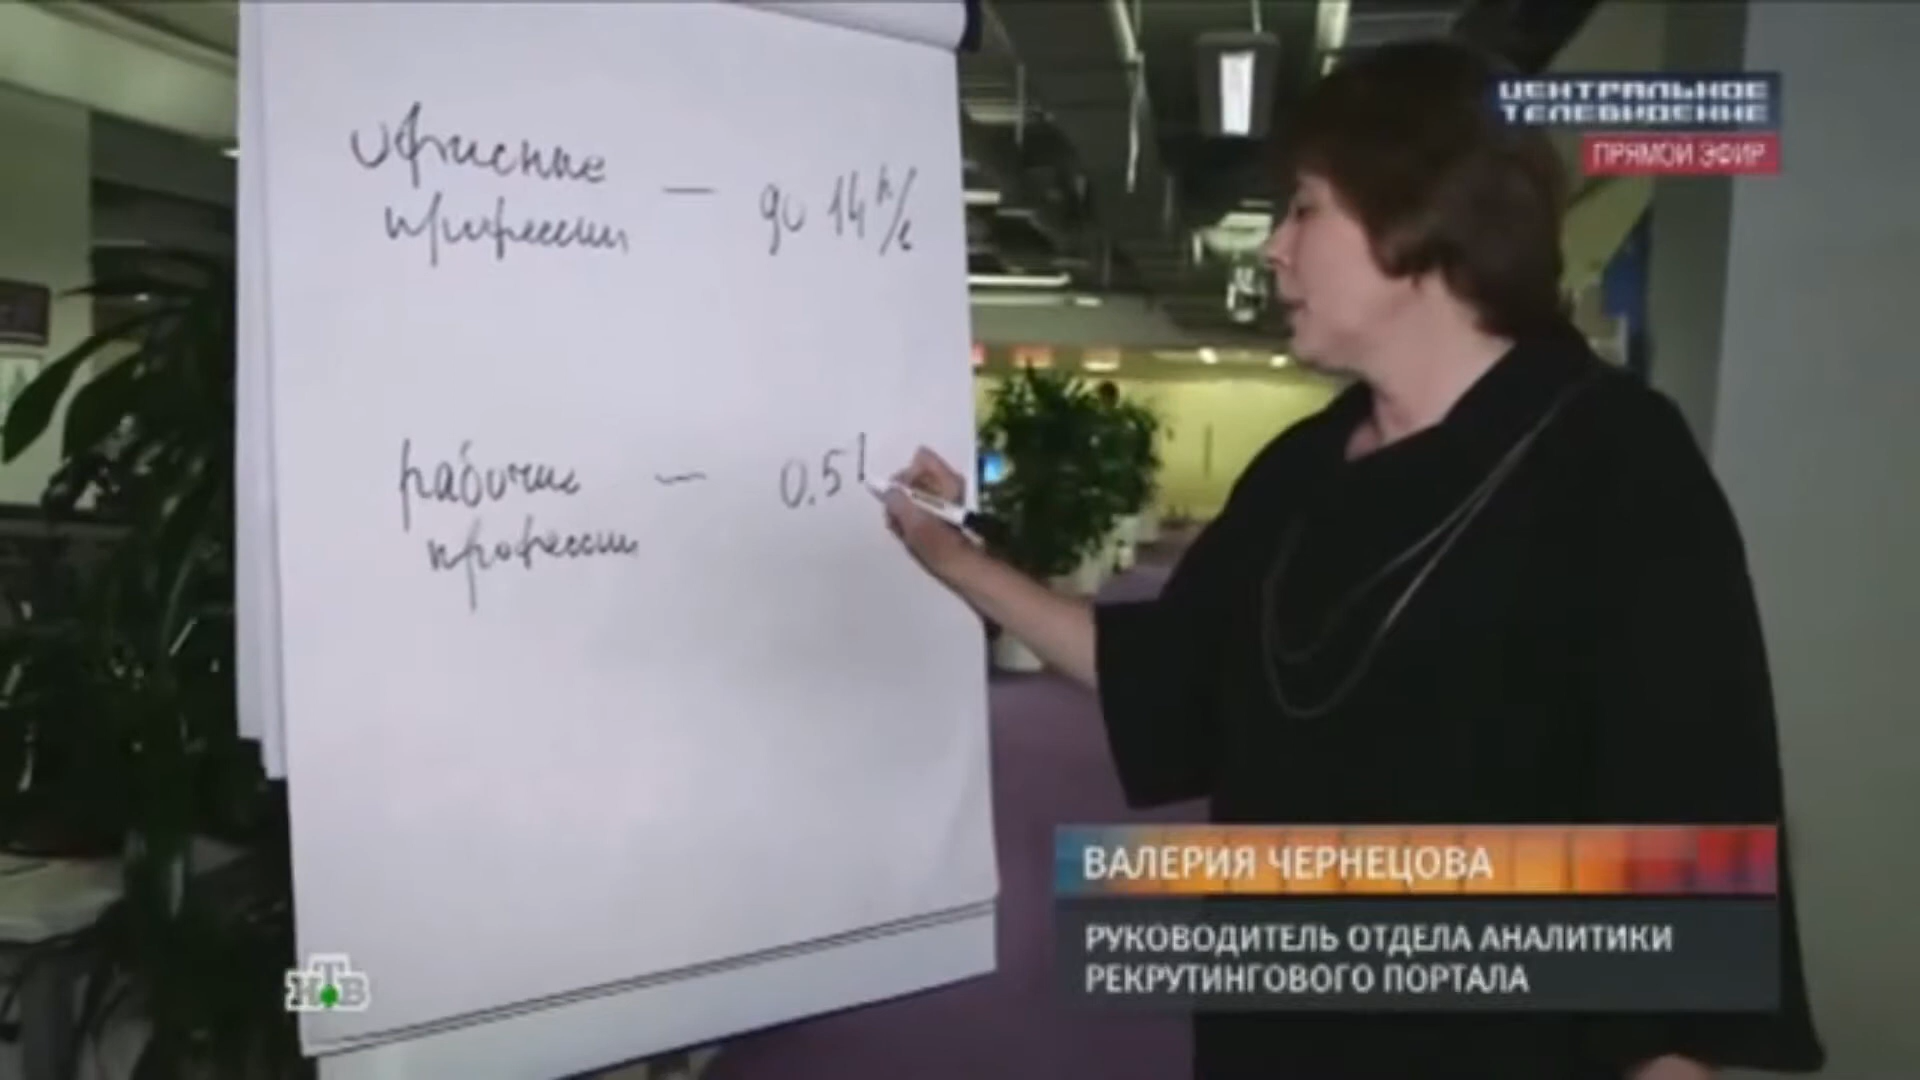 офисные
профессии — до 14 р/с
рабочие — 0.5
профессии
ЦЕНТРАЛЬНОЕ
ТЕЛЕВИДЕНИЕ
ПРЯМОЙ ЭФИР
ВАЛЕРИЯ ЧЕРНЕЦОВА
РУКОВОДИТЕЛЬ ОТДЕЛА АНАЛИТИКИ
РЕКРУТИНГОВОГО ПОРТАЛА
НТВ